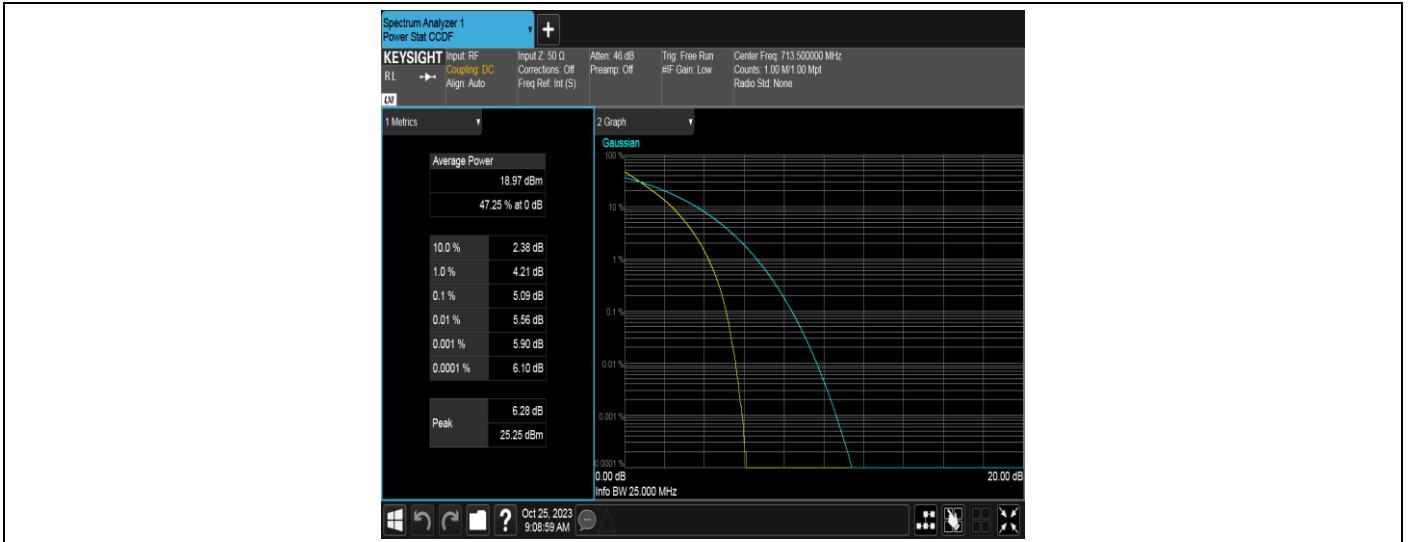 Spectrum Analyzer 1
Power Stat CCDF
+
KEYSIGHT
RL
LXI
Input: RF
Coupling: DC
Align: Auto
Input Z: 50 Ω
Corrections: Off
Freq Ref: Int (S)
Atten: 46 dB
Preamp: Off
Trig: Free Run
#IF Gain: Low
Center Freq: 713.500000 MHz
Counts: 1.00 M/1.00 Mpt
Radio Std: None
1 Metrics
Average Power
18.97 dBm
47.25 % at 0 dB
10.0 % 2.38 dB
1.0 % 4.21 dB
0.1 % 5.09 dB
0.01 % 5.56 dB
0.001 % 5.90 dB
0.0001 % 6.10 dB
Peak
6.28 dB
25.25 dBm
2 Graph
Gaussian
100 %
10 %
1 %
0.1 %
0.01 %
0.001 %
0.0001 %
0.00 dB 20.00 dB
Info BW 25.000 MHz
?
Oct 25, 2023
9:08:59 AM